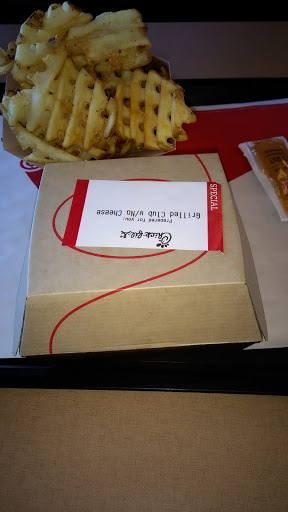 SPECIAL
Chick-fil-A
Prepared for you:
Grilled Club w/No Cheese